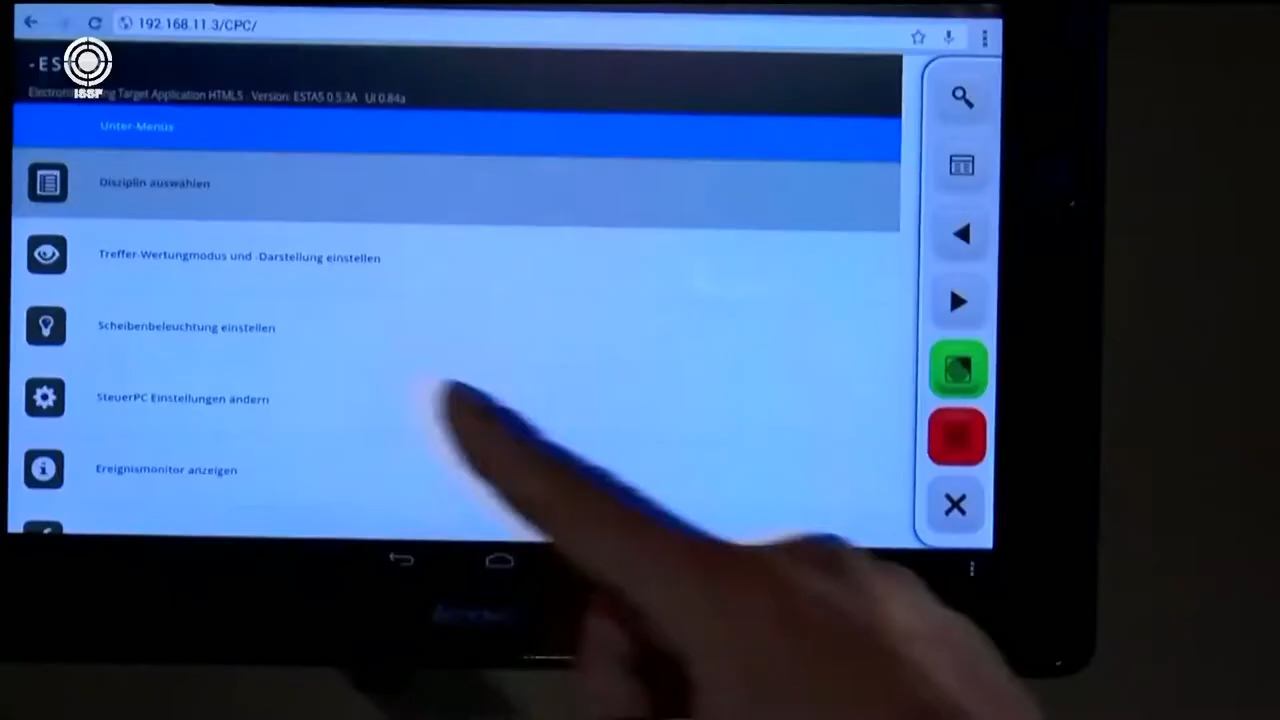 192.168.11.3/CPC/
-ES
ISSF
Target Application HTML5 - Version: ESTA5 0.5.3A UI 0.84a
Unter-Menüs
Disziplin auswählen
Treffer-Wertungmodus und -Darstellung einstellen
Scheibenbeleuchtung einstellen
SteuerPC Einstellungen ändern
Ereignismonitor anzeigen